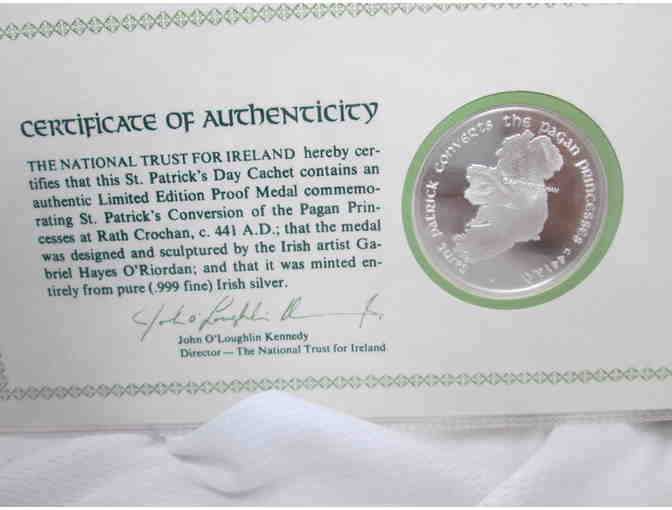 CERTIFICATE OF AUTHENTICITY
THE NATIONAL TRUST FOR IRELAND hereby cer-
tifies that this St. Patrick's Day Cachet contains an
authentic Limited Edition Proof Medal commemo-
rating St. Patrick's Conversion of the Pagan Prin-
cesses at Rath Crochan, c. 441 A.D.; that the medal
was designed and sculptured by the Irish artist Ga-
briel Hayes O'Riordan; and that it was minted en-
tirely from pure (.999 fine) Irish silver.
John O'Loughlin Kennedy
Director — The National Trust for Ireland
saint patrick converts the pagan princesses c441AD